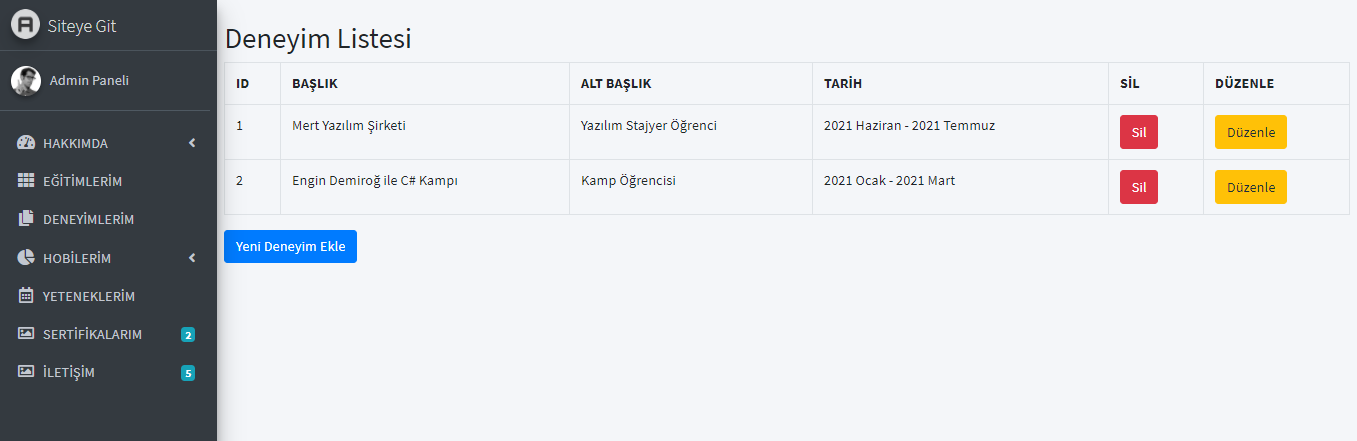 Siteye Git
Admin Paneli
HAKKIMDA
EĞİTİMLERİM
DENEYİMLERİM
HOBİLERİM
YETENEKLERİM
SERTİFİKALARIM 2
İLETİŞİM 5
Deneyim Listesi
ID BAŞLIK ALT BAŞLIK TARİH SİL DÜZENLE
1 Mert Yazılım Şirketi Yazılım Stajyer Öğrenci 2021 Haziran - 2021 Temmuz Sil Düzenle
2 Engin Demiroğ ile C# Kampı Kamp Öğrencisi 2021 Ocak - 2021 Mart Sil Düzenle
Yeni Deneyim Ekle